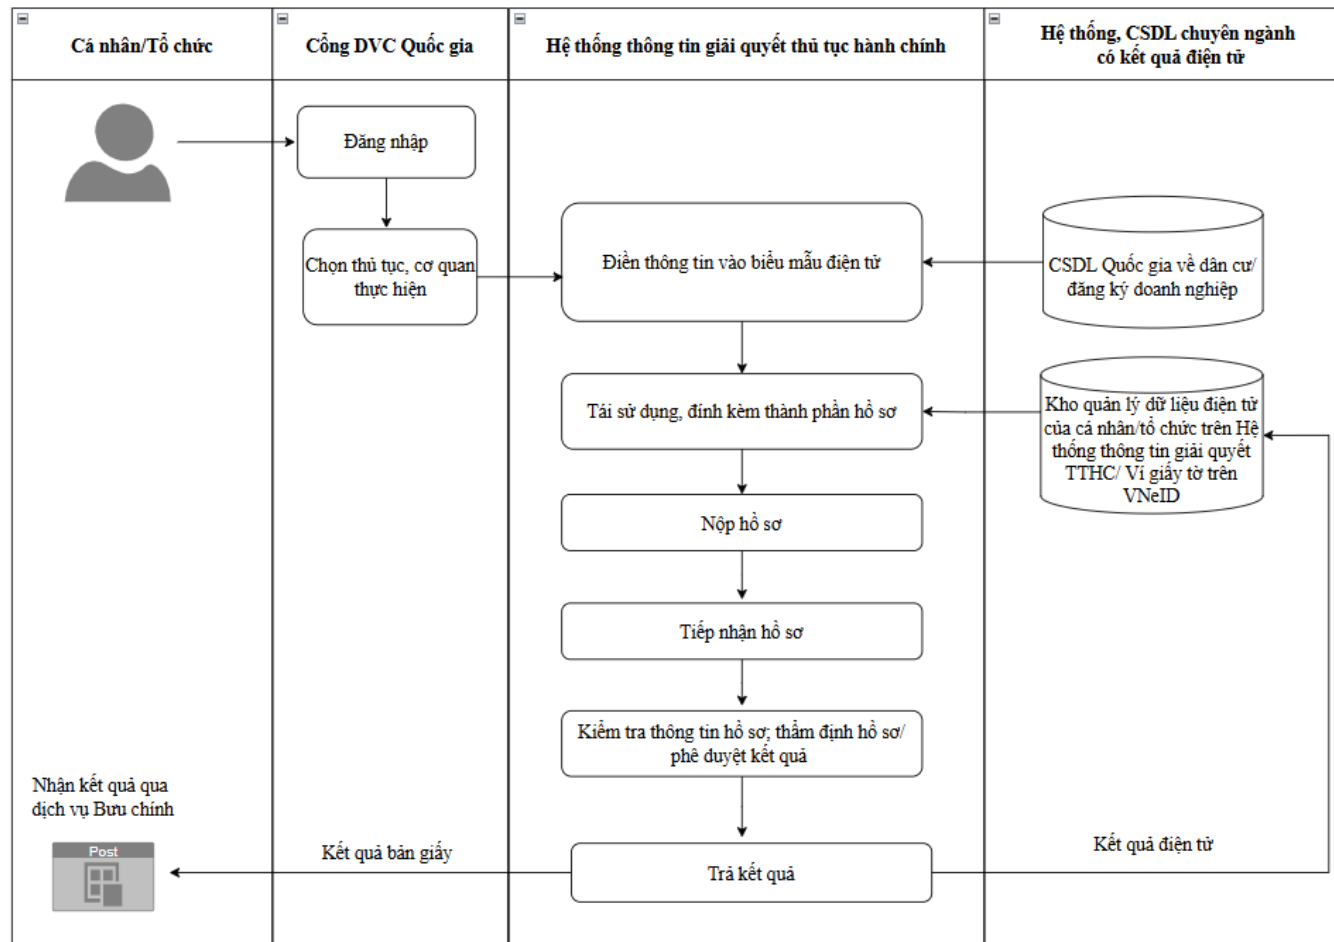 Cá nhân/Tổ chức
Cổng DVC Quốc gia
Hệ thống thông tin giải quyết thủ tục hành chính
Hệ thống, CSDL chuyên ngành
có kết quả điện tử
Đăng nhập
Chọn thủ tục, cơ quan
thực hiện
Điền thông tin vào biểu mẫu điện tử
CSDL Quốc gia về dân cư/
đăng ký doanh nghiệp
Tái sử dụng, đính kèm thành phần hồ sơ
Kho quản lý dữ liệu điện tử
của cá nhân/tổ chức trên Hệ
thống thông tin giải quyết
TTHC/ Ví giấy tờ trên
VNeID
Nộp hồ sơ
Tiếp nhận hồ sơ
Kiểm tra thông tin hồ sơ; thẩm định hồ sơ/
phê duyệt kết quả
Nhận kết quả qua
dịch vụ Bưu chính
Post
Kết quả bản giấy
Trả kết quả
Kết quả điện tử